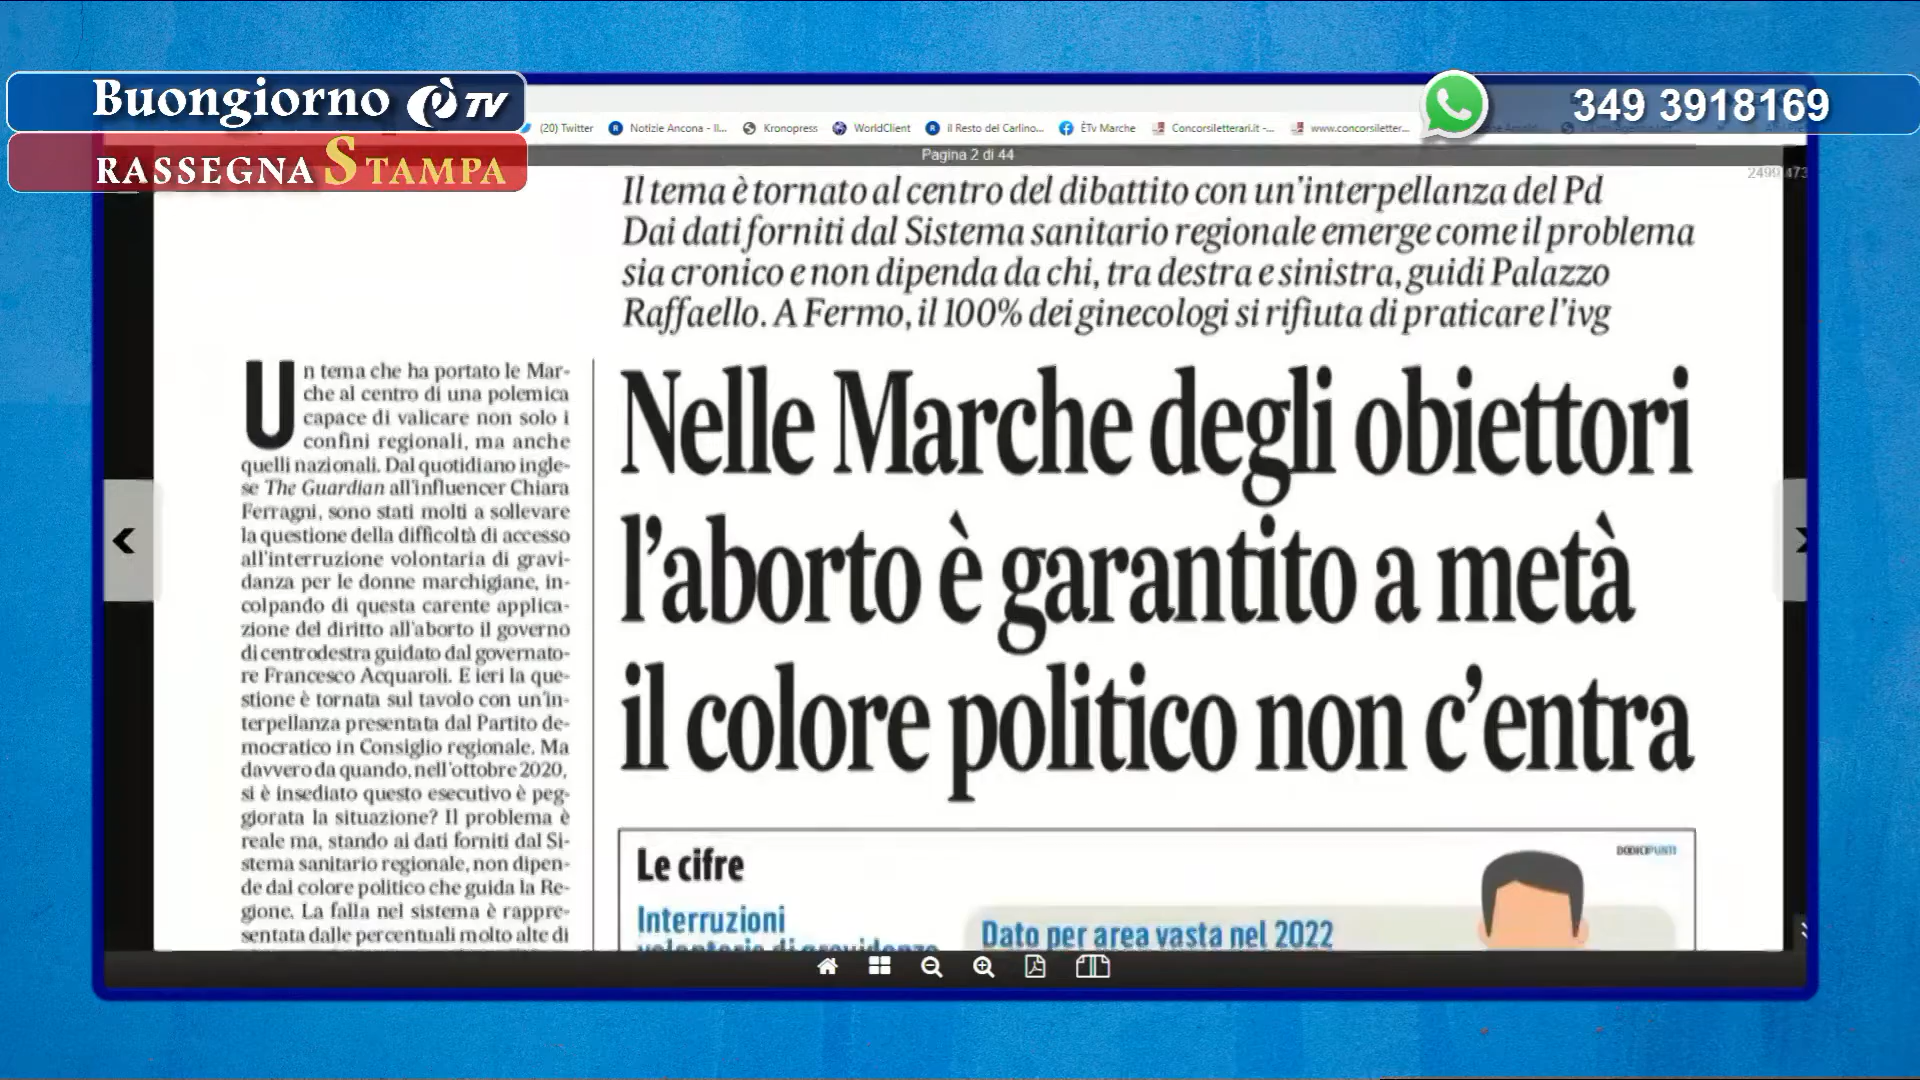 Buongiorno è TV
RASSEGNA STAMPA
349 3918169
(20) Twitter
Notizie Ancona - Il...
Kronopress
WorldClient
il Resto del Carlino...
ÈTv Marche
Concorsiletterari.it -...
www.concorsiletter...
Pagina 2 di 44
Il tema è tornato al centro del dibattito con un'interpellanza del Pd
Dai dati forniti dal Sistema sanitario regionale emerge come il problema
sia cronico e non dipenda da chi, tra destra e sinistra, guidi Palazzo
Raffaello. A Fermo, il 100% dei ginecologi si rifiuta di praticare l'ivg
Nelle Marche degli obiettori
l'aborto è garantito a metà
il colore politico non c'entra
Un tema che ha portato le Mar-
che al centro di una polemica
capace di valicare non solo i
confini regionali, ma anche
quelli nazionali. Dal quotidiano ingle-
se The Guardian all'influencer Chiara
Ferragni, sono stati molti a sollevare
la questione della difficoltà di accesso
all'interruzione volontaria di gravi-
danza per le donne marchigiane, in-
colpando di questa carente applica-
zione del diritto all'aborto il governo
di centrodestra guidato dal governato-
re Francesco Acquaroli. E ieri la que-
stione è tornata sul tavolo con un'in-
terpellanza presentata dal Partito de-
mocratico in Consiglio regionale. Ma
davvero da quando, nell'ottobre 2020,
si è insediato questo esecutivo è peg-
giorata la situazione? Il problema è
reale ma, stando ai dati forniti dal Si-
stema sanitario regionale, non dipen-
de dal colore politico che guida la Re-
gione. La falla nel sistema è rappre-
sentata dalle percentuali molto alte di
Le cifre
DODICIPUNTI
Interruzioni
volontarie di gravidanza
Dato per area vasta nel 2022